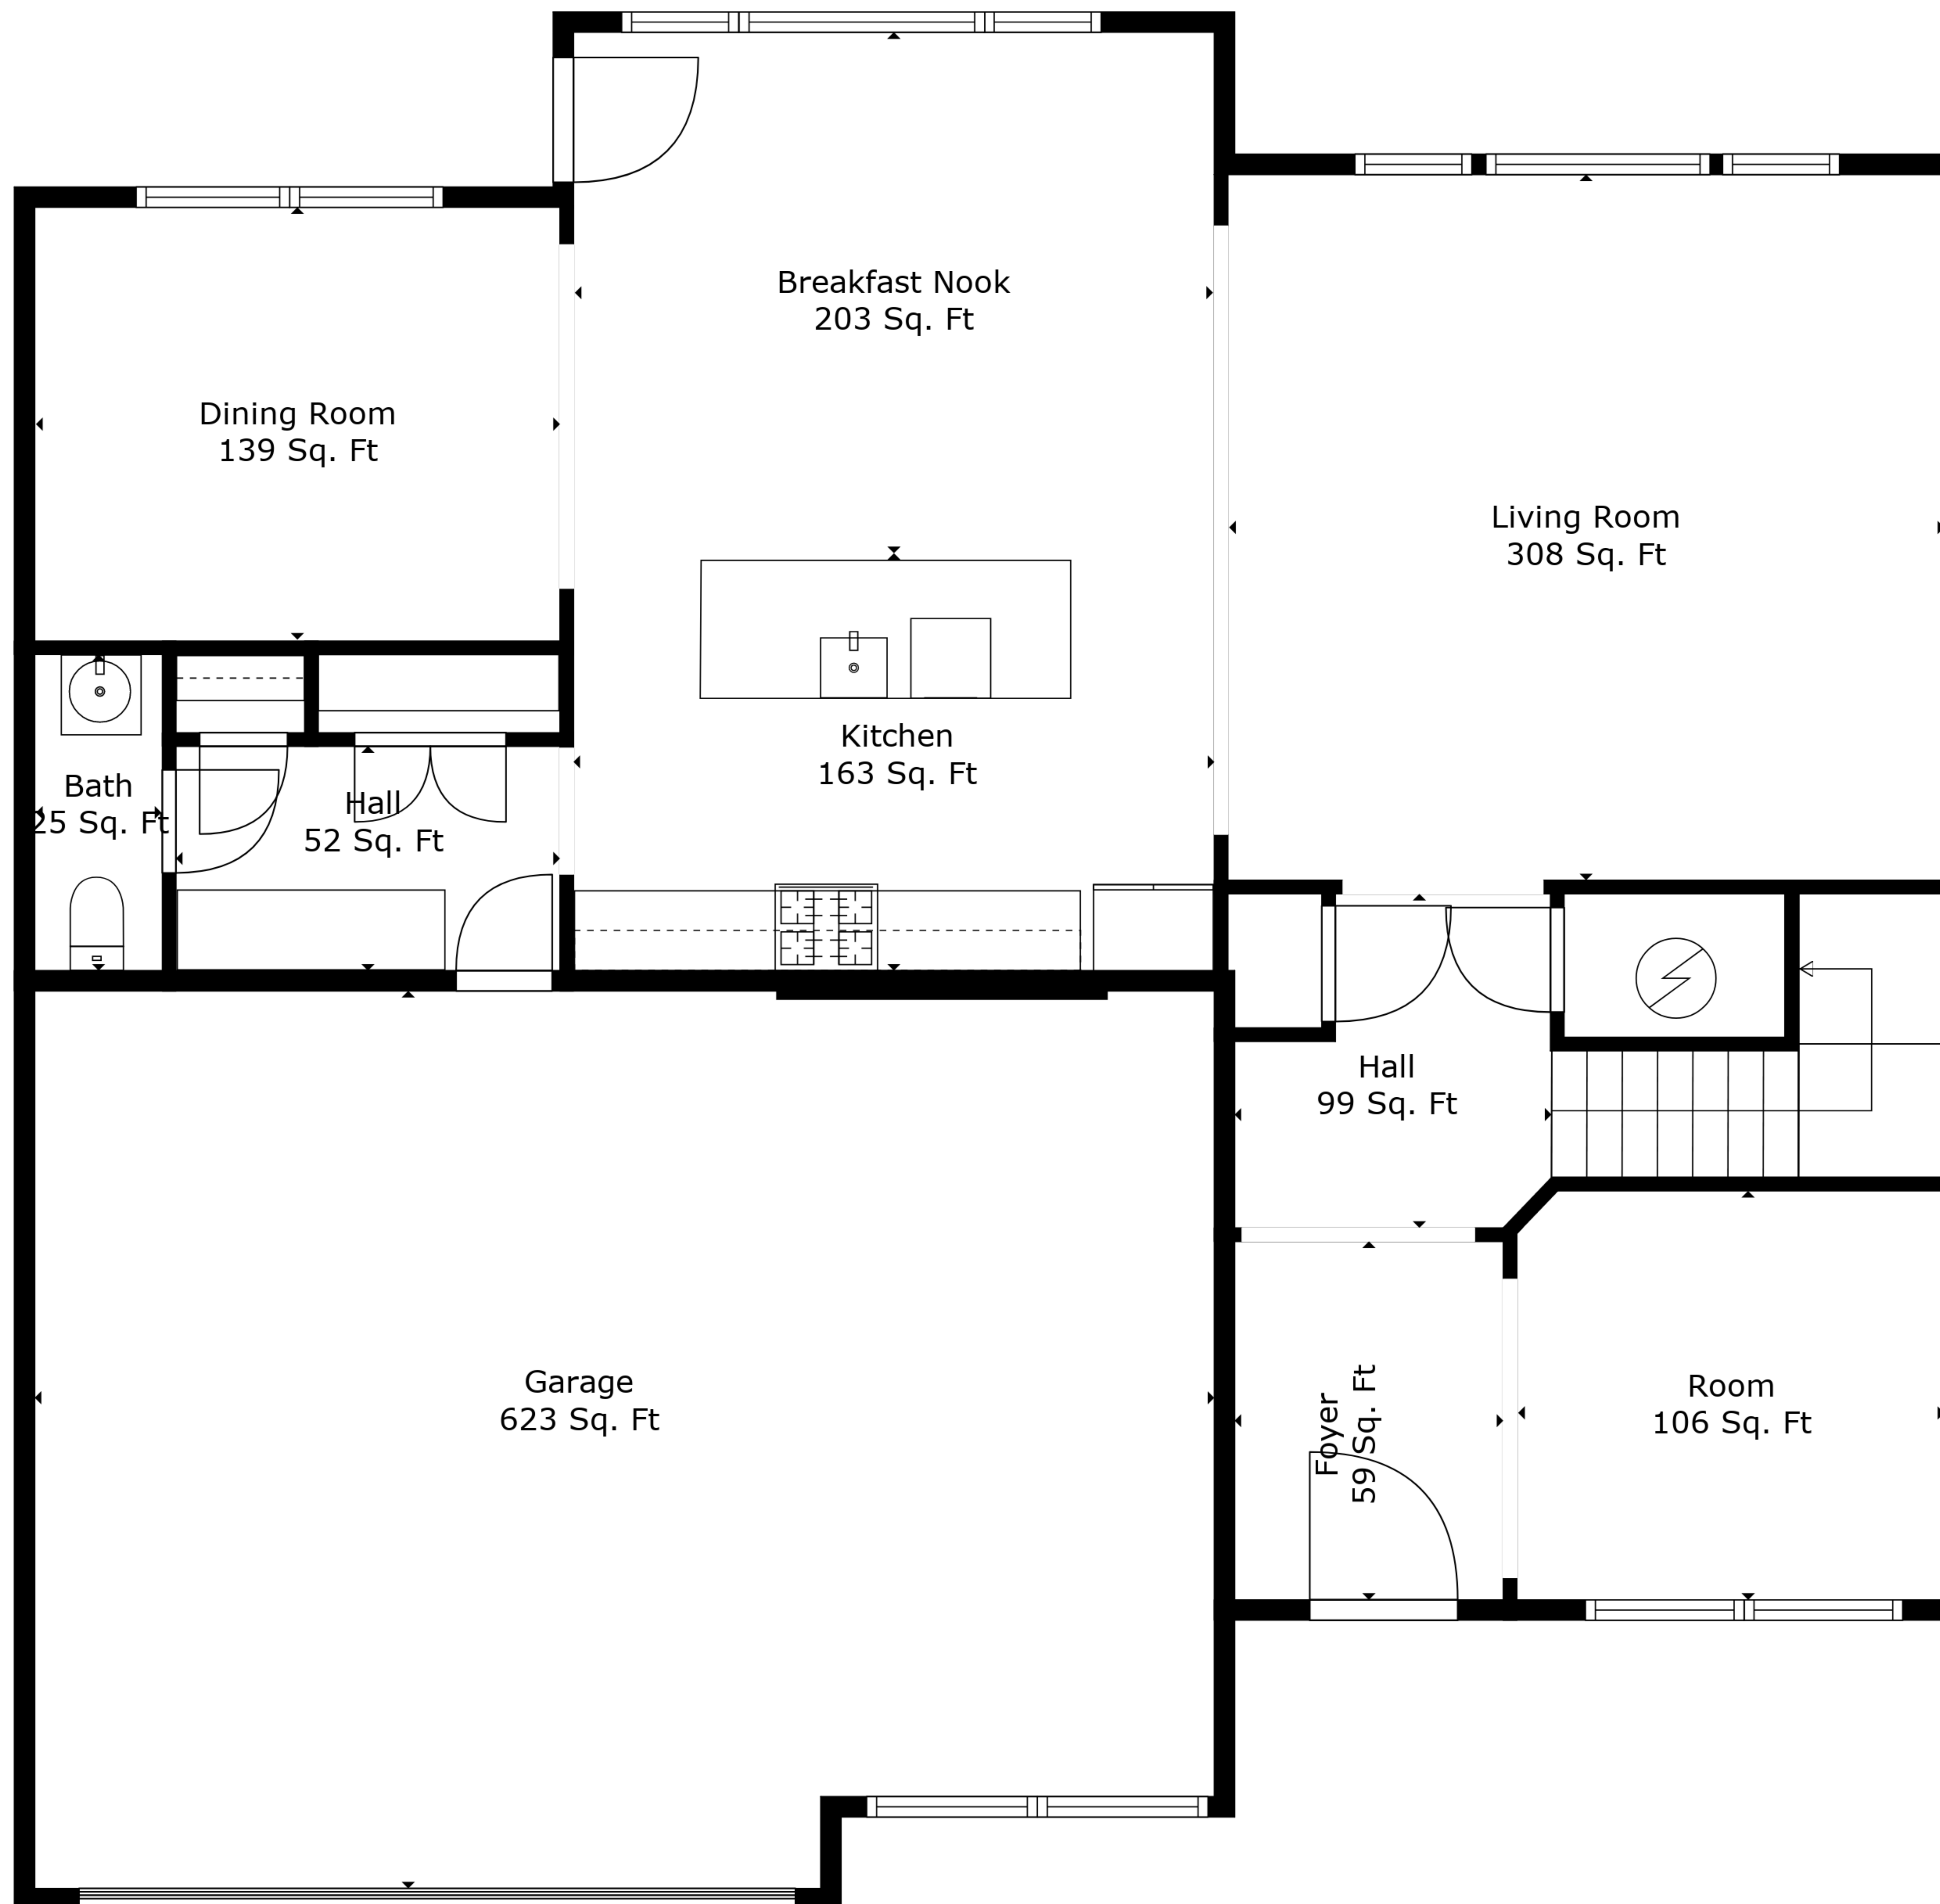 Breakfast Nook
203 Sq. Ft
Dining Room
139 Sq. Ft
Living Room
308 Sq. Ft
Kitchen
163 Sq. Ft
Bath
25 Sq. Ft
Hall
52 Sq. Ft
Hall
99 Sq. Ft
Garage
623 Sq. Ft
Foyer
59 Sq. Ft
Room
106 Sq. Ft